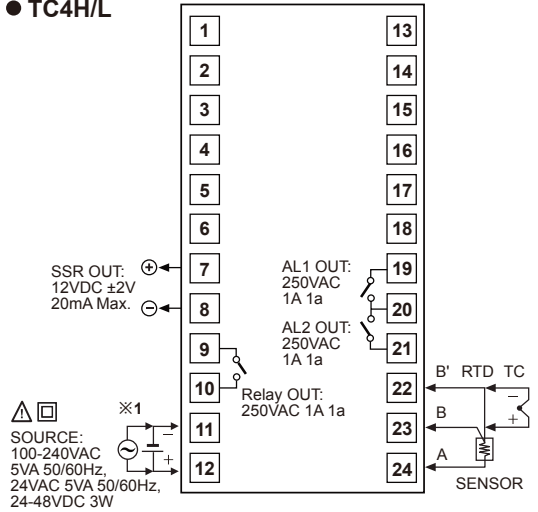 ● TC4H/L
1
13
2
14
3
15
4
16
5
17
6
18
SSR OUT:
12VDC ±2V
20mA Max.
⊕
⊖
7
8
AL1 OUT:
250VAC
1A 1a
19
20
AL2 OUT:
250VAC
1A 1a
21
9
10
Relay OUT:
250VAC 1A 1a
B' RTD TC
22
B
23
A
24
− +
SENSOR
※1
SOURCE:
100-240VAC
5VA 50/60Hz,
24VAC 5VA 50/60Hz,
24-48VDC 3W
−
+
11
12